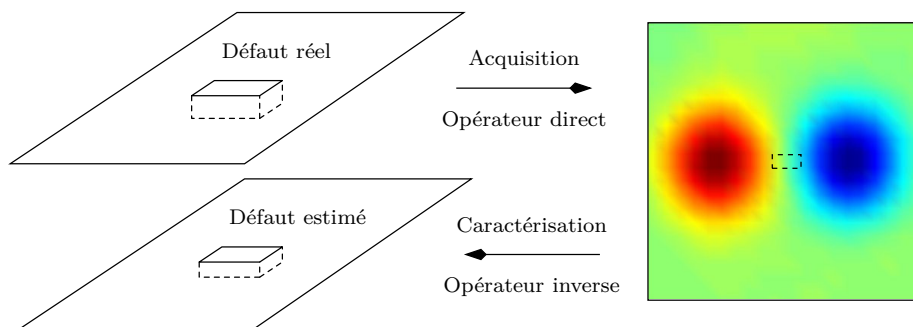 Défaut réel
Acquisition
Opérateur direct
Défaut estimé
Caractérisation
Opérateur inverse